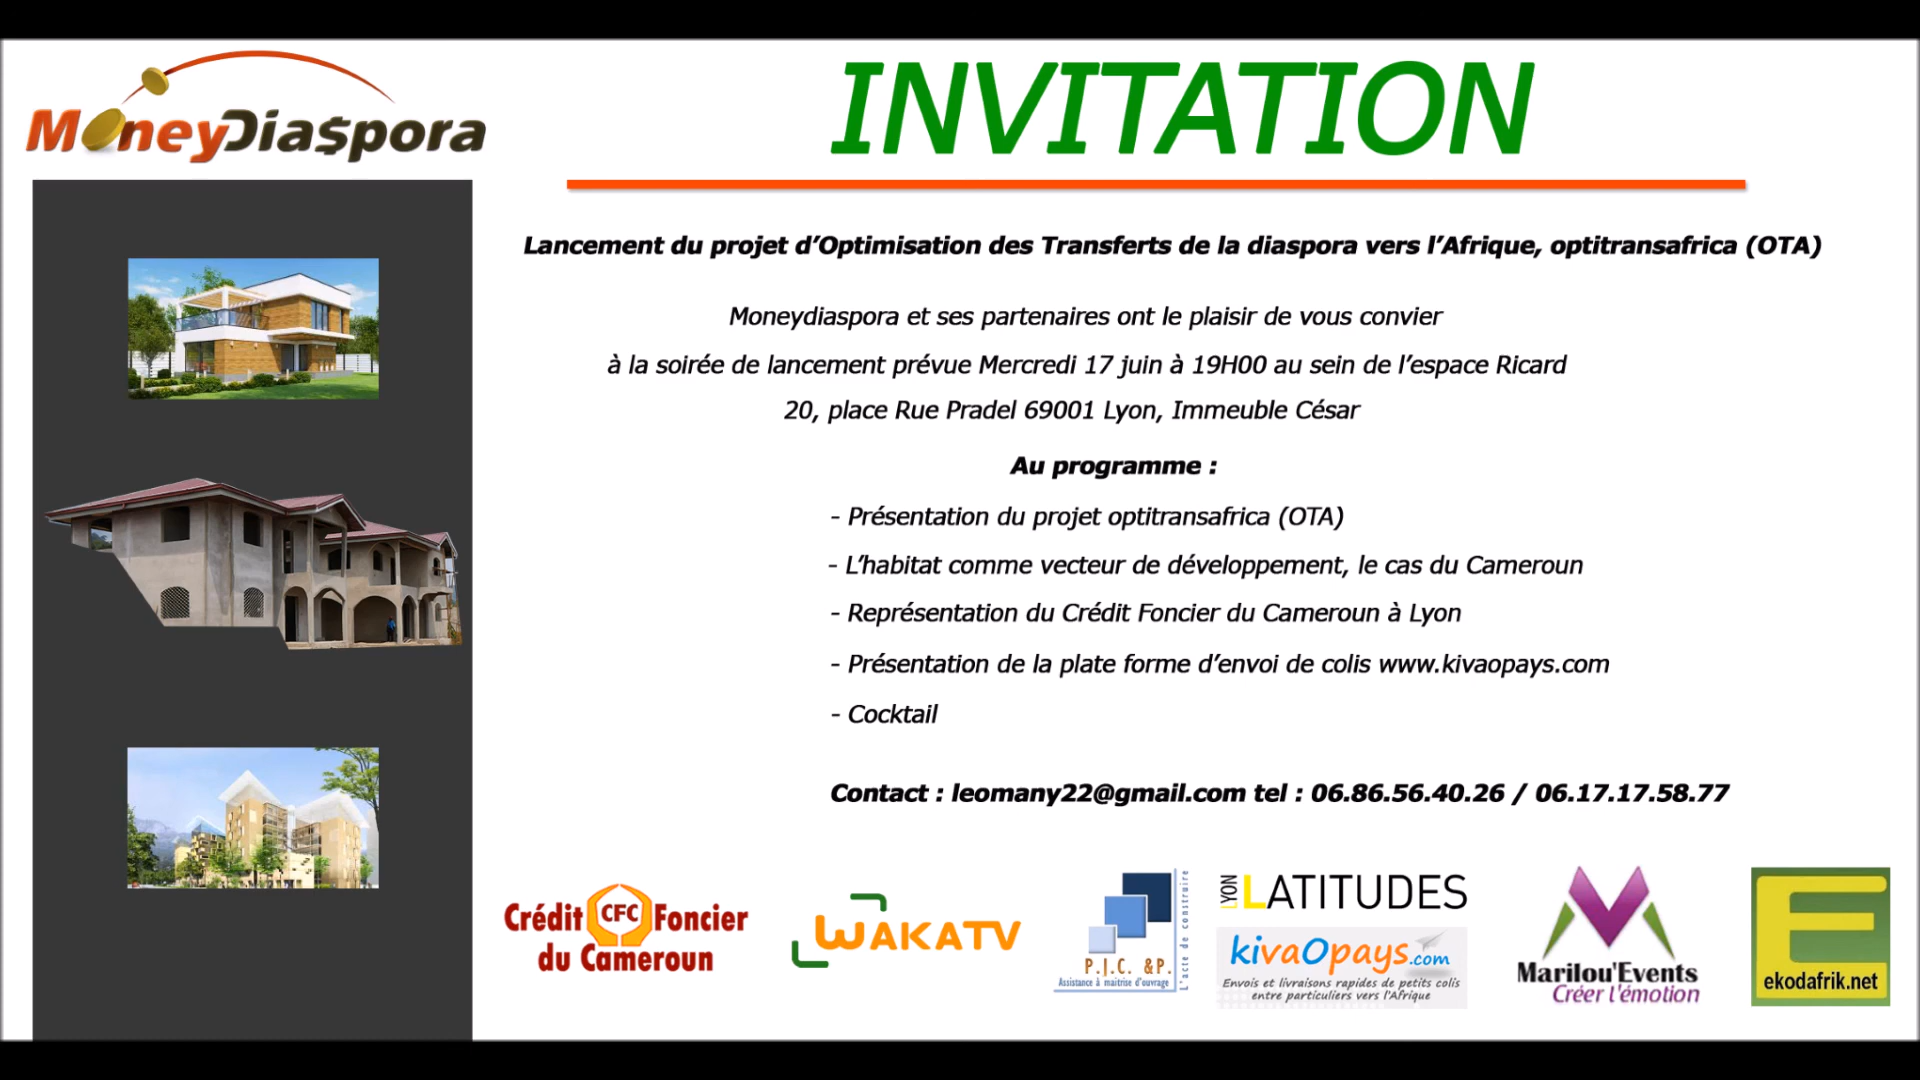 MoneyDia$pora
INVITATION
Lancement du projet d’Optimisation des Transferts de la diaspora vers l’Afrique, optitransafrica (OTA)
Moneydiaspora et ses partenaires ont le plaisir de vous convier
à la soirée de lancement prévue Mercredi 17 juin à 19H00 au sein de l’espace Ricard
20, place Rue Pradel 69001 Lyon, Immeuble César
Au programme :
- Présentation du projet optitransafrica (OTA)
- L’habitat comme vecteur de développement, le cas du Cameroun
- Représentation du Crédit Foncier du Cameroun à Lyon
- Présentation de la plate forme d’envoi de colis www.kivaopays.com
- Cocktail
Contact : leomany22@gmail.com tel : 06.86.56.40.26 / 06.17.17.58.77
Crédit CFC Foncier
du Cameroun
WAKATV
P.J.C. &P.
Assistance à maitrise d'ouvrage
L'acte de construire
LYON LATITUDES
kivaOpays.com
Envois et livraisons rapides de petits colis
entre particuliers vers l'Afrique
Marilou'Events
Créer l'émotion
E
ekodafrik.net